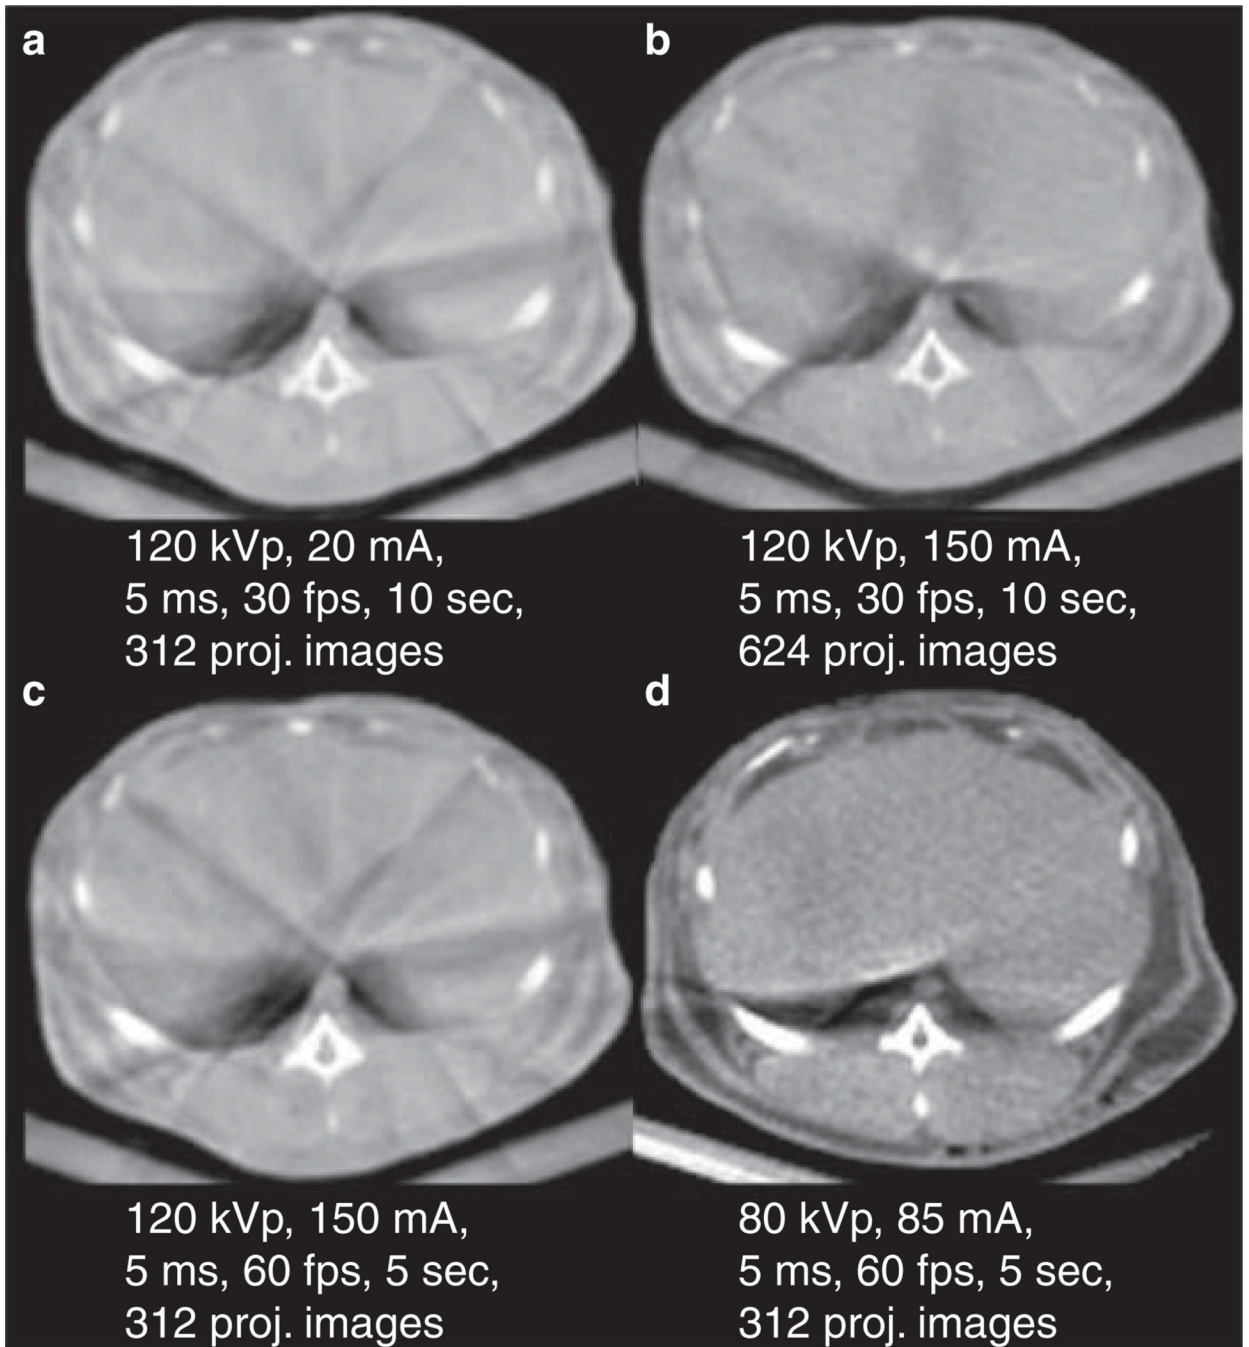 a
b
120 kVp, 20 mA,
5 ms, 30 fps, 10 sec,
312 proj. images
120 kVp, 150 mA,
5 ms, 30 fps, 10 sec,
624 proj. images
c
d
120 kVp, 150 mA,
5 ms, 60 fps, 5 sec,
312 proj. images
80 kVp, 85 mA,
5 ms, 60 fps, 5 sec,
312 proj. images